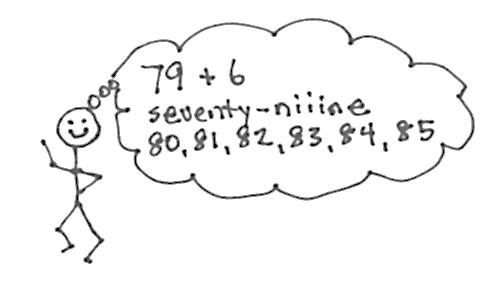 79 + 6
seventy-niiine
80, 81, 82, 83, 84, 85